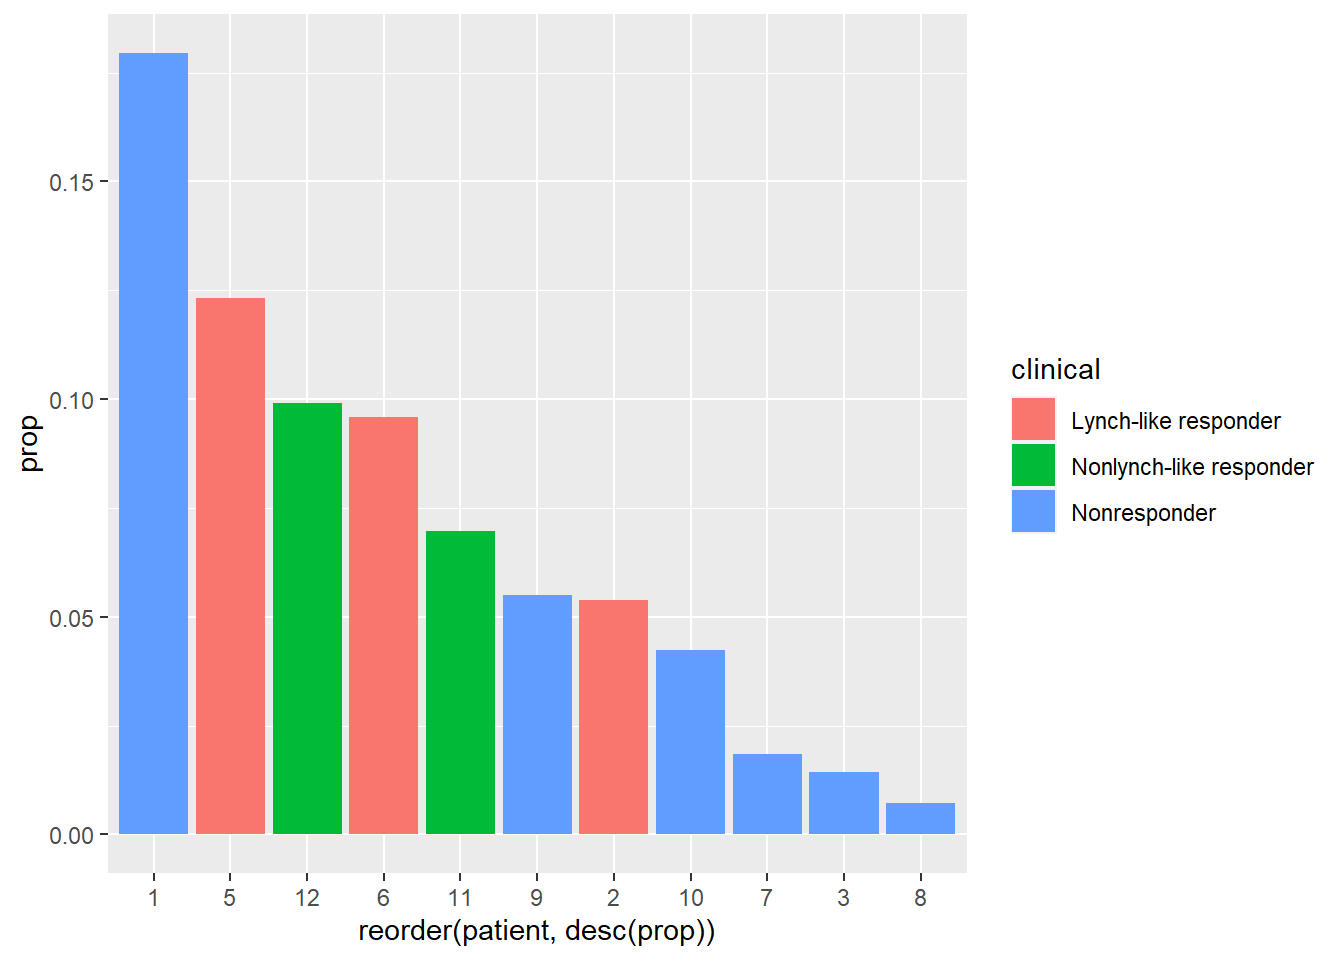 prop
0.15
0.10
0.05
0.00
1 5 12 6 11 9 2 10 7 3 8
reorder(patient, desc(prop))
clinical
Lynch-like responder
Nonlynch-like responder
Nonresponder